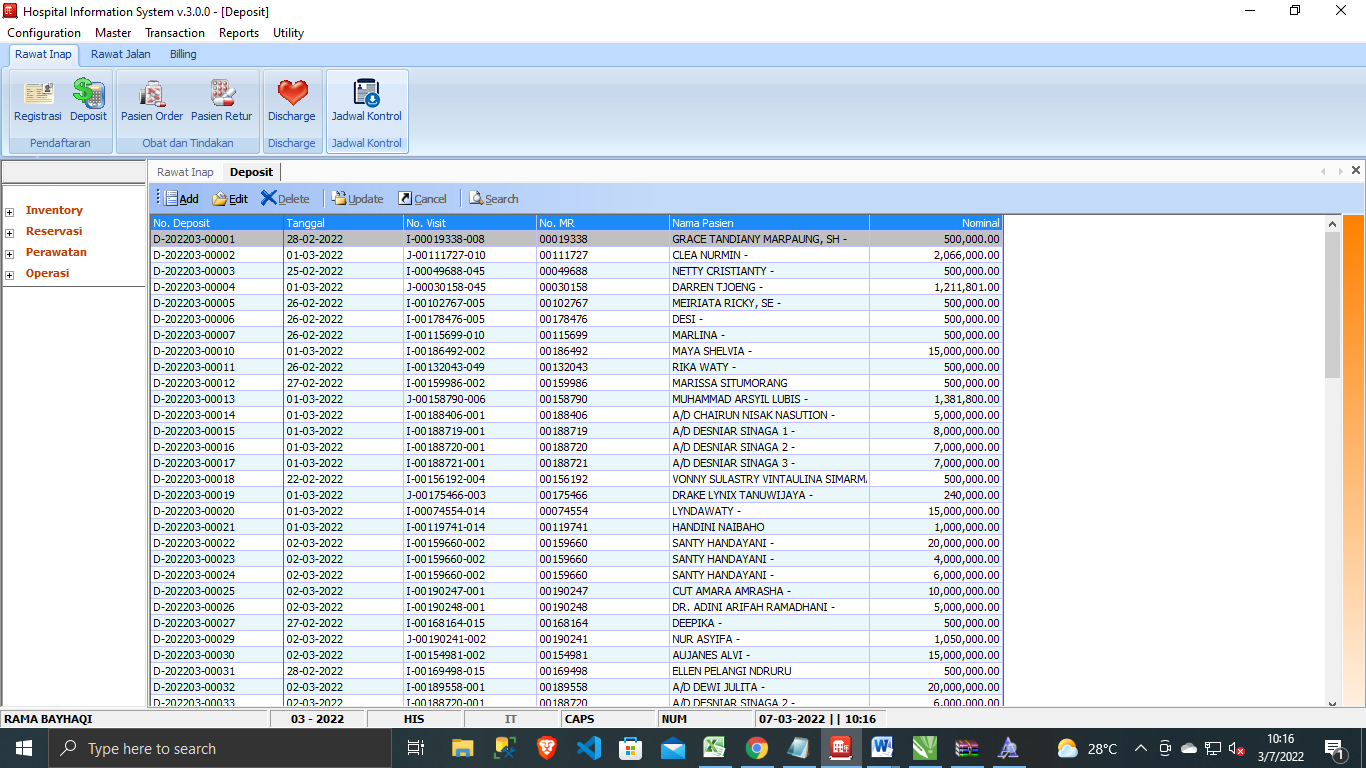 Hospital Information System v.3.0.0 - [Deposit]
Configuration Master Transaction Reports Utility
Rawat Inap Rawat Jalan Billing
Registrasi Deposit Pasien Order Pasien Retur Discharge Jadwal Kontrol
Pendaftaran Obat dan Tindakan Discharge Jadwal Kontrol
Rawat Inap Deposit
Add Edit Delete Update Cancel Search
Inventory
Reservasi
Perawatan
Operasi
No. Deposit Tanggal No. Visit No. MR Nama Pasien Nominal
D-202203-00001 28-02-2022 I-00019338-008 00019338 GRACE TANDIANY MARPAUNG, SH - 500,000.00
D-202203-00002 01-03-2022 J-00111727-010 00111727 CLEA NURMIN - 2,066,000.00
D-202203-00003 25-02-2022 I-00049688-045 00049688 NETTY CRISTIANTY - 500,000.00
D-202203-00004 01-03-2022 J-00030158-045 00030158 DARREN TJOENG - 1,211,801.00
D-202203-00005 26-02-2022 I-00102767-005 00102767 MEIRIATA RICKY, SE - 500,000.00
D-202203-00006 26-02-2022 I-00178476-005 00178476 DESI - 500,000.00
D-202203-00007 26-02-2022 I-00115699-010 00115699 MARLINA - 500,000.00
D-202203-00010 01-03-2022 I-00186492-002 00186492 MAYA SHELVIA - 15,000,000.00
D-202203-00011 26-02-2022 I-00132043-049 00132043 RIKA WATY - 500,000.00
D-202203-00012 27-02-2022 I-00159986-002 00159986 MARISSA SITUMORANG 500,000.00
D-202203-00013 01-03-2022 J-00158790-006 00158790 MUHAMMAD ARSYIL LUBIS - 1,381,800.00
D-202203-00014 01-03-2022 I-00188406-001 00188406 A/D CHAIRUN NISAK NASUTION - 5,000,000.00
D-202203-00015 01-03-2022 I-00188719-001 00188719 A/D DESNIAR SINAGA 1 - 8,000,000.00
D-202203-00016 01-03-2022 I-00188720-001 00188720 A/D DESNIAR SINAGA 2 - 7,000,000.00
D-202203-00017 01-03-2022 I-00188721-001 00188721 A/D DESNIAR SINAGA 3 - 7,000,000.00
D-202203-00018 22-02-2022 I-00156192-004 00156192 VONNY SULASTRY VINTAULINA SIMARM 500,000.00
D-202203-00019 01-03-2022 J-00175466-003 00175466 DRAKE LYNIX TANUWIJAYA - 240,000.00
D-202203-00020 01-03-2022 I-00074554-014 00074554 LYNDAWATY - 15,000,000.00
D-202203-00021 01-03-2022 I-00119741-014 00119741 HANDINI NAIBAHO 1,000,000.00
D-202203-00022 02-03-2022 I-00159660-002 00159660 SANTY HANDAYANI - 20,000,000.00
D-202203-00023 02-03-2022 I-00159660-002 00159660 SANTY HANDAYANI - 4,000,000.00
D-202203-00024 02-03-2022 I-00159660-002 00159660 SANTY HANDAYANI - 6,000,000.00
D-202203-00025 02-03-2022 I-00190247-001 00190247 CUT AMARA AMRASHA - 10,000,000.00
D-202203-00026 02-03-2022 I-00190248-001 00190248 DR. ADINI ARIFAH RAMADHANI - 5,000,000.00
D-202203-00027 27-02-2022 I-00168164-015 00168164 DEEPIKA - 500,000.00
D-202203-00029 02-03-2022 J-00190241-002 00190241 NUR ASYIFA - 1,050,000.00
D-202203-00030 02-03-2022 I-00154981-002 00154981 AUJANES ALVI - 15,000,000.00
D-202203-00031 28-02-2022 I-00169498-015 00169498 ELLEN PELANGI NDRURU 500,000.00
D-202203-00032 02-03-2022 I-00189558-001 00189558 A/D DEWI JULITA - 20,000,000.00
D-202203-00033 02-03-2022 I-00188720-001 00188720 A/D DESNIAR SINAGA 2 - 6,000,000.00
RAMA BAYHAQI 03 - 2022 HIS IT CAPS NUM 07-03-2022 || 10:16
Type here to search 28°C 10:16
3/7/2022 1